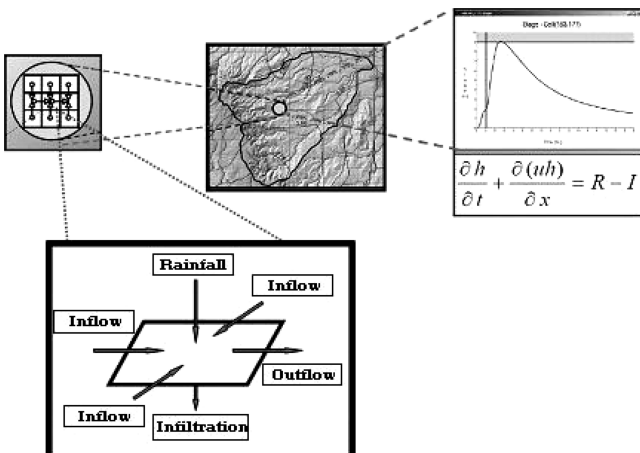 ∂h/∂t + ∂(uh)/∂x = R − I
Rainfall
Inflow
Inflow
Outflow
Inflow
Infiltration